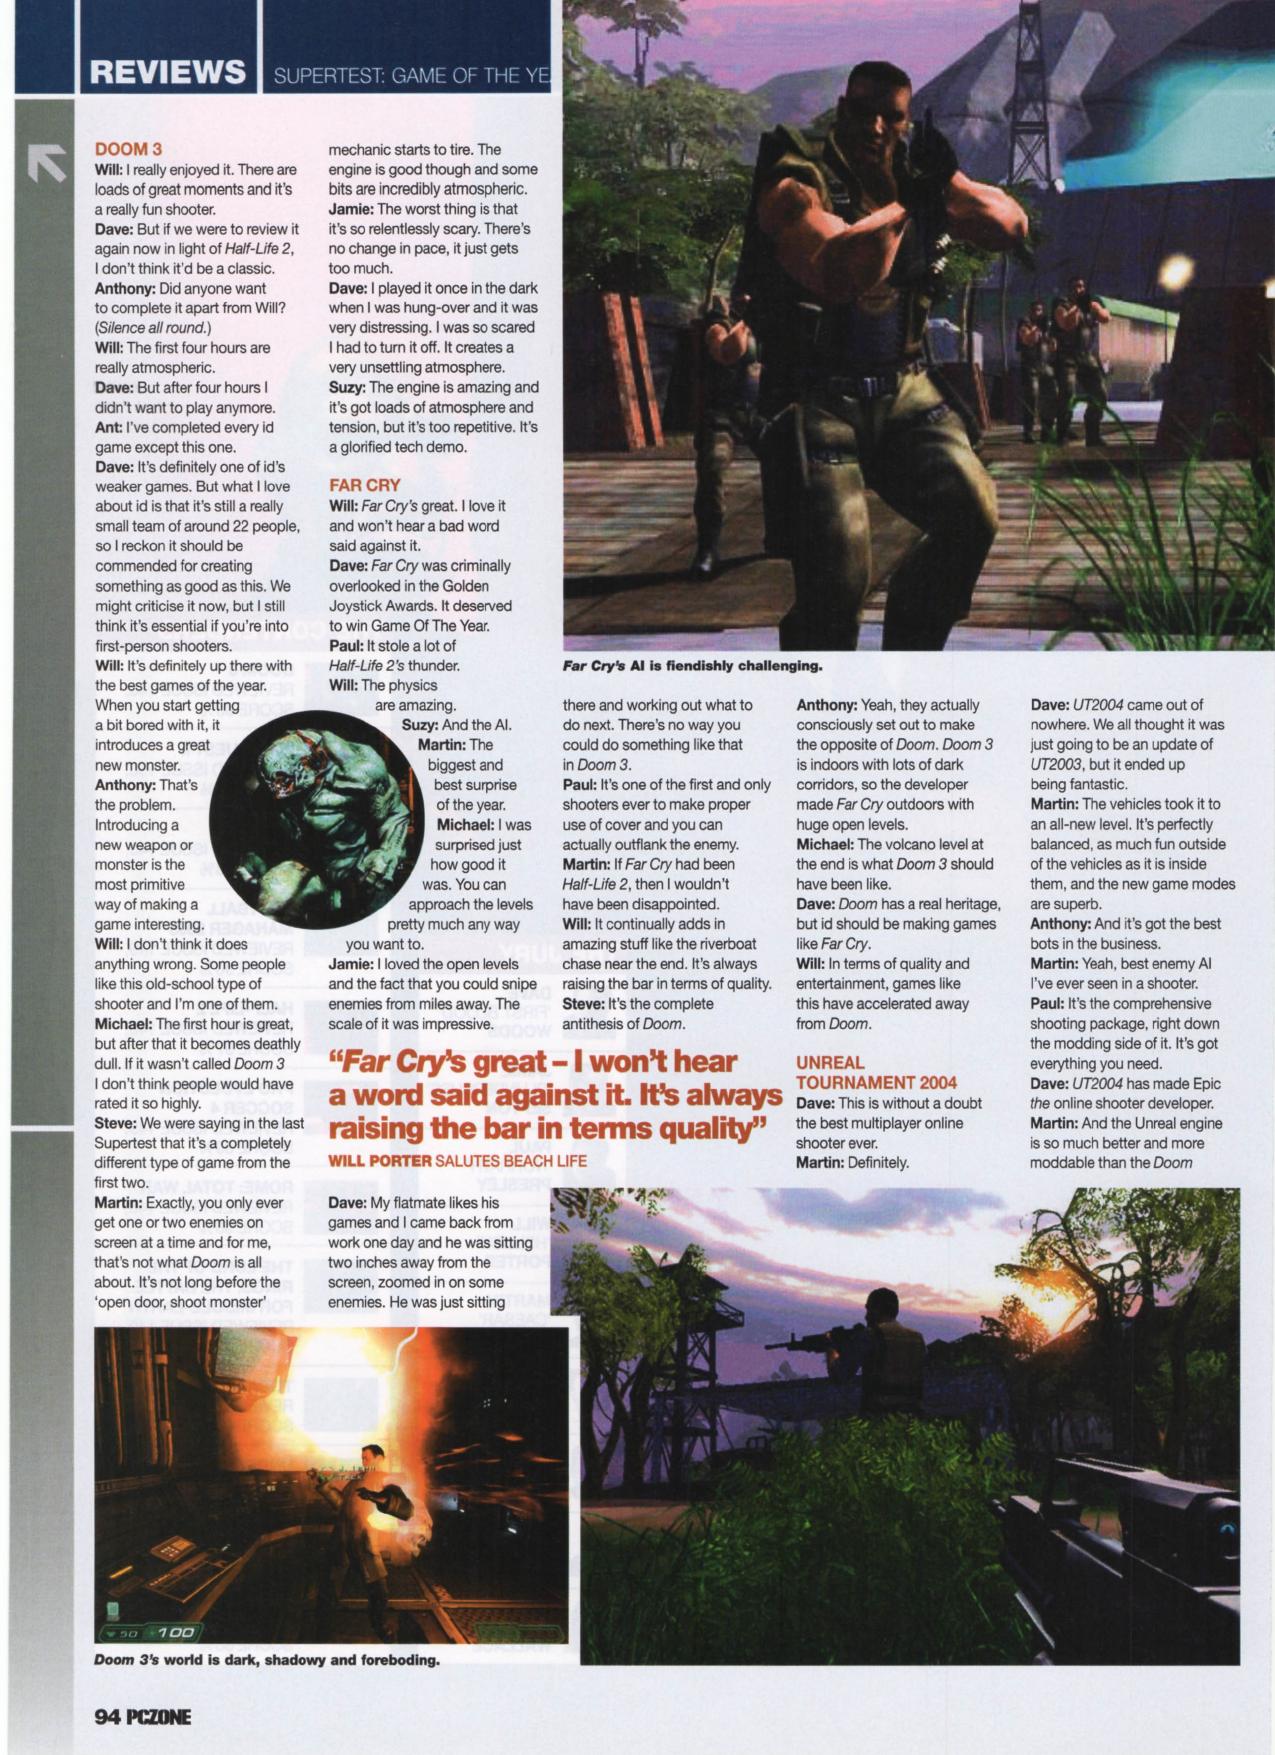 REVIEWS
SUPERTEST: GAME OF THE YE
DOOM 3
Will: I really enjoyed it. There are
loads of great moments and it's
a really fun shooter.
Dave: But if we were to review it
again now in light of Half-Life 2,
I don't think it'd be a classic.
Anthony: Did anyone want
to complete it apart from Will?
(Silence all round.)
Will: The first four hours are
really atmospheric.
Dave: But after four hours I
didn't want to play anymore.
Ant: I've completed every id
game except this one.
Dave: It's definitely one of id's
weaker games. But what I love
about id is that it's still a really
small team of around 22 people,
so I reckon it should be
commended for creating
something as good as this. We
might criticise it now, but I still
think it's essential if you're into
first-person shooters.
Will: It's definitely up there with
the best games of the year.
When you start getting
a bit bored with it, it
introduces a great
new monster.
Anthony: That's
the problem.
Introducing a
new weapon or
monster is the
most primitive
way of making a
game interesting.
Will: I don't think it does
anything wrong. Some people
like this old-school type of
shooter and I'm one of them.
Michael: The first hour is great,
but after that it becomes deathly
dull. If it wasn't called Doom 3
I don't think people would have
rated it so highly.
Steve: We were saying in the last
Supertest that it's a completely
different type of game from the
first two.
Martin: Exactly, you only ever
get one or two enemies on
screen at a time and for me,
that's not what Doom is all
about. It's not long before the
'open door, shoot monster'
mechanic starts to tire. The
engine is good though and some
bits are incredibly atmospheric.
Jamie: The worst thing is that
it's so relentlessly scary. There's
no change in pace, it just gets
too much.
Dave: I played it once in the dark
when I was hung-over and it was
very distressing. I was so scared
I had to turn it off. It creates a
very unsettling atmosphere.
Suzy: The engine is amazing and
it's got loads of atmosphere and
tension, but it's too repetitive. It's
a glorified tech demo.
FAR CRY
Will: Far Cry's great. I love it
and won't hear a bad word
said against it.
Dave: Far Cry was criminally
overlooked in the Golden
Joystick Awards. It deserved
to win Game Of The Year.
Paul: It stole a lot of
Half-Life 2's thunder.
Will: The physics
are amazing.
Suzy: And the AI.
Martin: The
biggest and
best surprise
of the year.
Michael: I was
surprised just
how good it
was. You can
approach the levels
pretty much any way
you want to.
Jamie: I loved the open levels
and the fact that you could snipe
enemies from miles away. The
scale of it was impressive.
"Far Cry's great – I won't hear
a word said against it. It's always
raising the bar in terms quality"
WILL PORTER SALUTES BEACH LIFE
Dave: My flatmate likes his
games and I came back from
work one day and he was sitting
two inches away from the
screen, zoomed in on some
enemies. He was just sitting
Far Cry's AI is fiendishly challenging.
there and working out what to
do next. There's no way you
could do something like that
in Doom 3.
Paul: It's one of the first and only
shooters ever to make proper
use of cover and you can
actually outflank the enemy.
Martin: If Far Cry had been
Half-Life 2, then I wouldn't
have been disappointed.
Will: It continually adds in
amazing stuff like the riverboat
chase near the end. It's always
raising the bar in terms of quality.
Steve: It's the complete
antithesis of Doom.
Anthony: Yeah, they actually
consciously set out to make
the opposite of Doom. Doom 3
is indoors with lots of dark
corridors, so the developer
made Far Cry outdoors with
huge open levels.
Michael: The volcano level at
the end is what Doom 3 should
have been like.
Dave: Doom has a real heritage,
but id should be making games
like Far Cry.
Will: In terms of quality and
entertainment, games like
this have accelerated away
from Doom.
UNREAL
TOURNAMENT 2004
Dave: This is without a doubt
the best multiplayer online
shooter ever.
Martin: Definitely.
Dave: UT2004 came out of
nowhere. We all thought it was
just going to be an update of
UT2003, but it ended up
being fantastic.
Martin: The vehicles took it to
an all-new level. It's perfectly
balanced, as much fun outside
of the vehicles as it is inside
them, and the new game modes
are superb.
Anthony: And it's got the best
bots in the business.
Martin: Yeah, best enemy AI
I've ever seen in a shooter.
Paul: It's the comprehensive
shooting package, right down
the modding side of it. It's got
everything you need.
Dave: UT2004 has made Epic
the online shooter developer.
Martin: And the Unreal engine
is so much better and more
moddable than the Doom
50 100
Doom 3's world is dark, shadowy and foreboding.
94 PCZONE